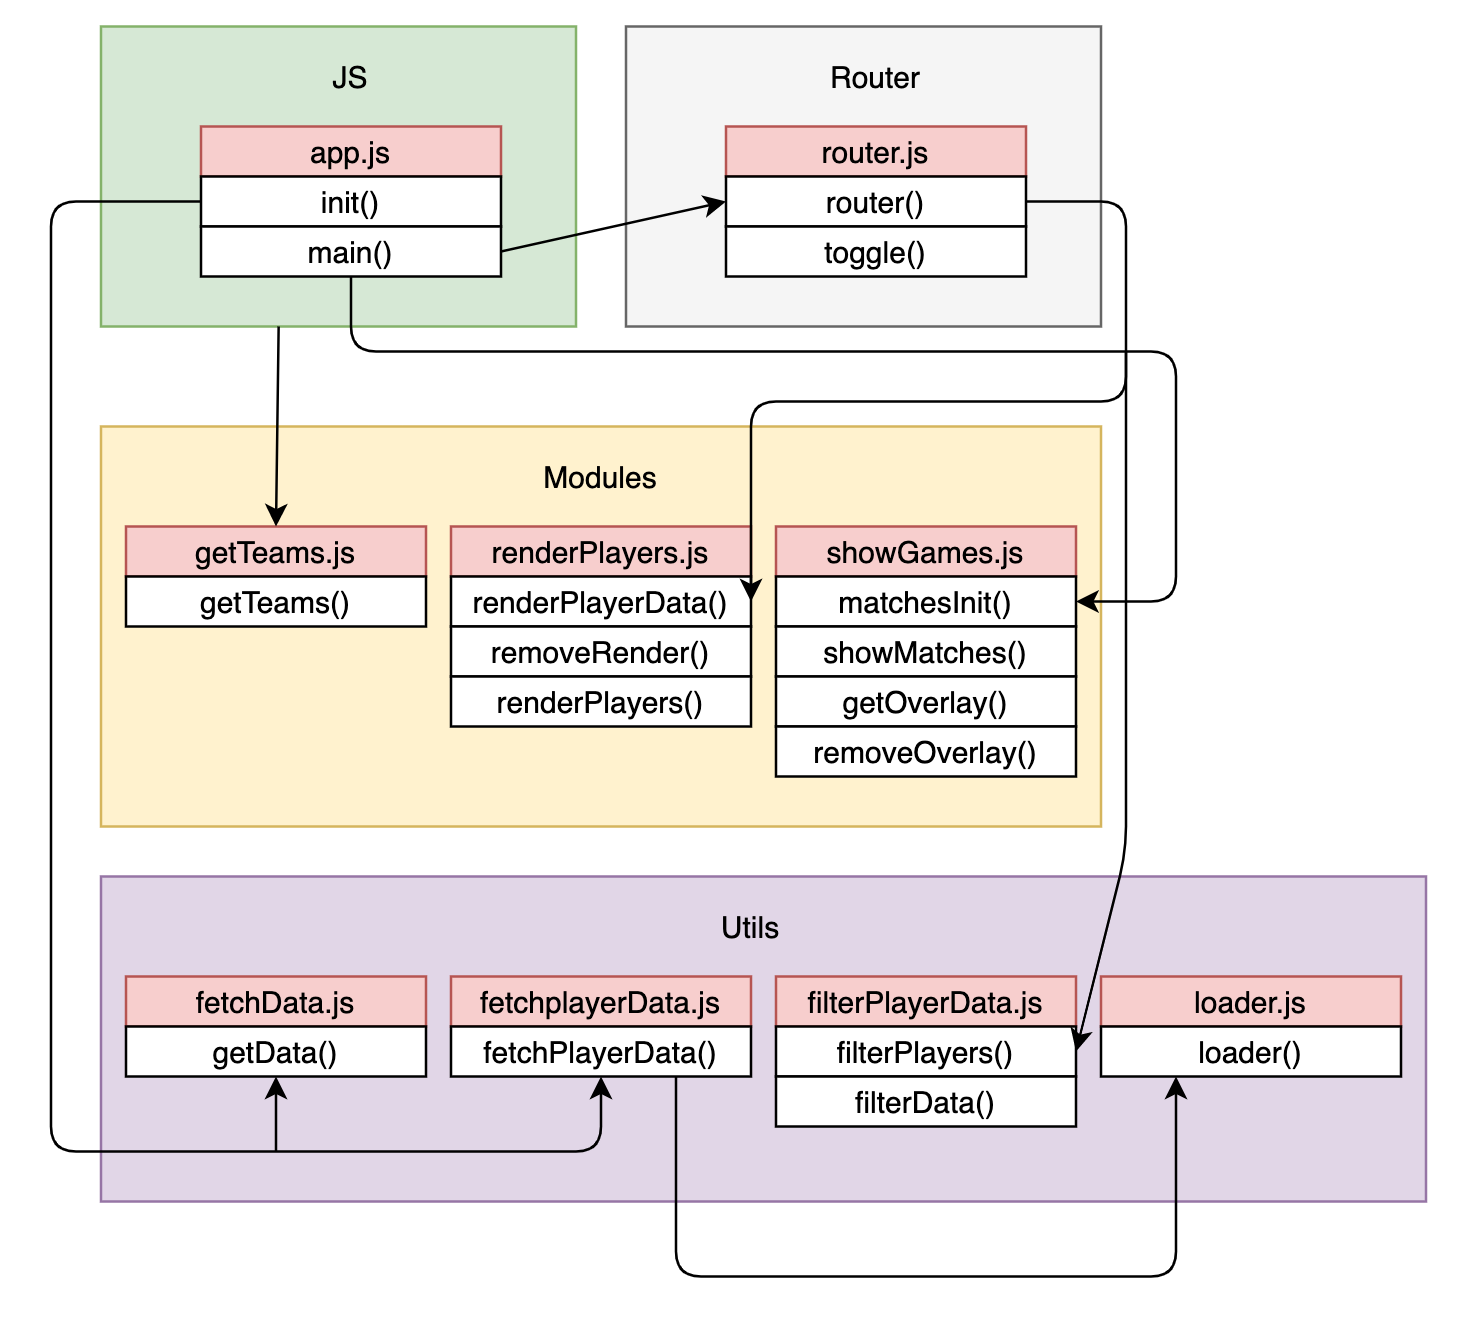 JS
app.js
init()
main()
Router
router.js
router()
toggle()
Modules
getTeams.js
getTeams()
renderPlayers.js
renderPlayerData()
removeRender()
renderPlayers()
showGames.js
matchesInit()
showMatches()
getOverlay()
removeOverlay()
Utils
fetchData.js
getData()
fetchplayerData.js
fetchPlayerData()
filterPlayerData.js
filterPlayers()
filterData()
loader.js
loader()